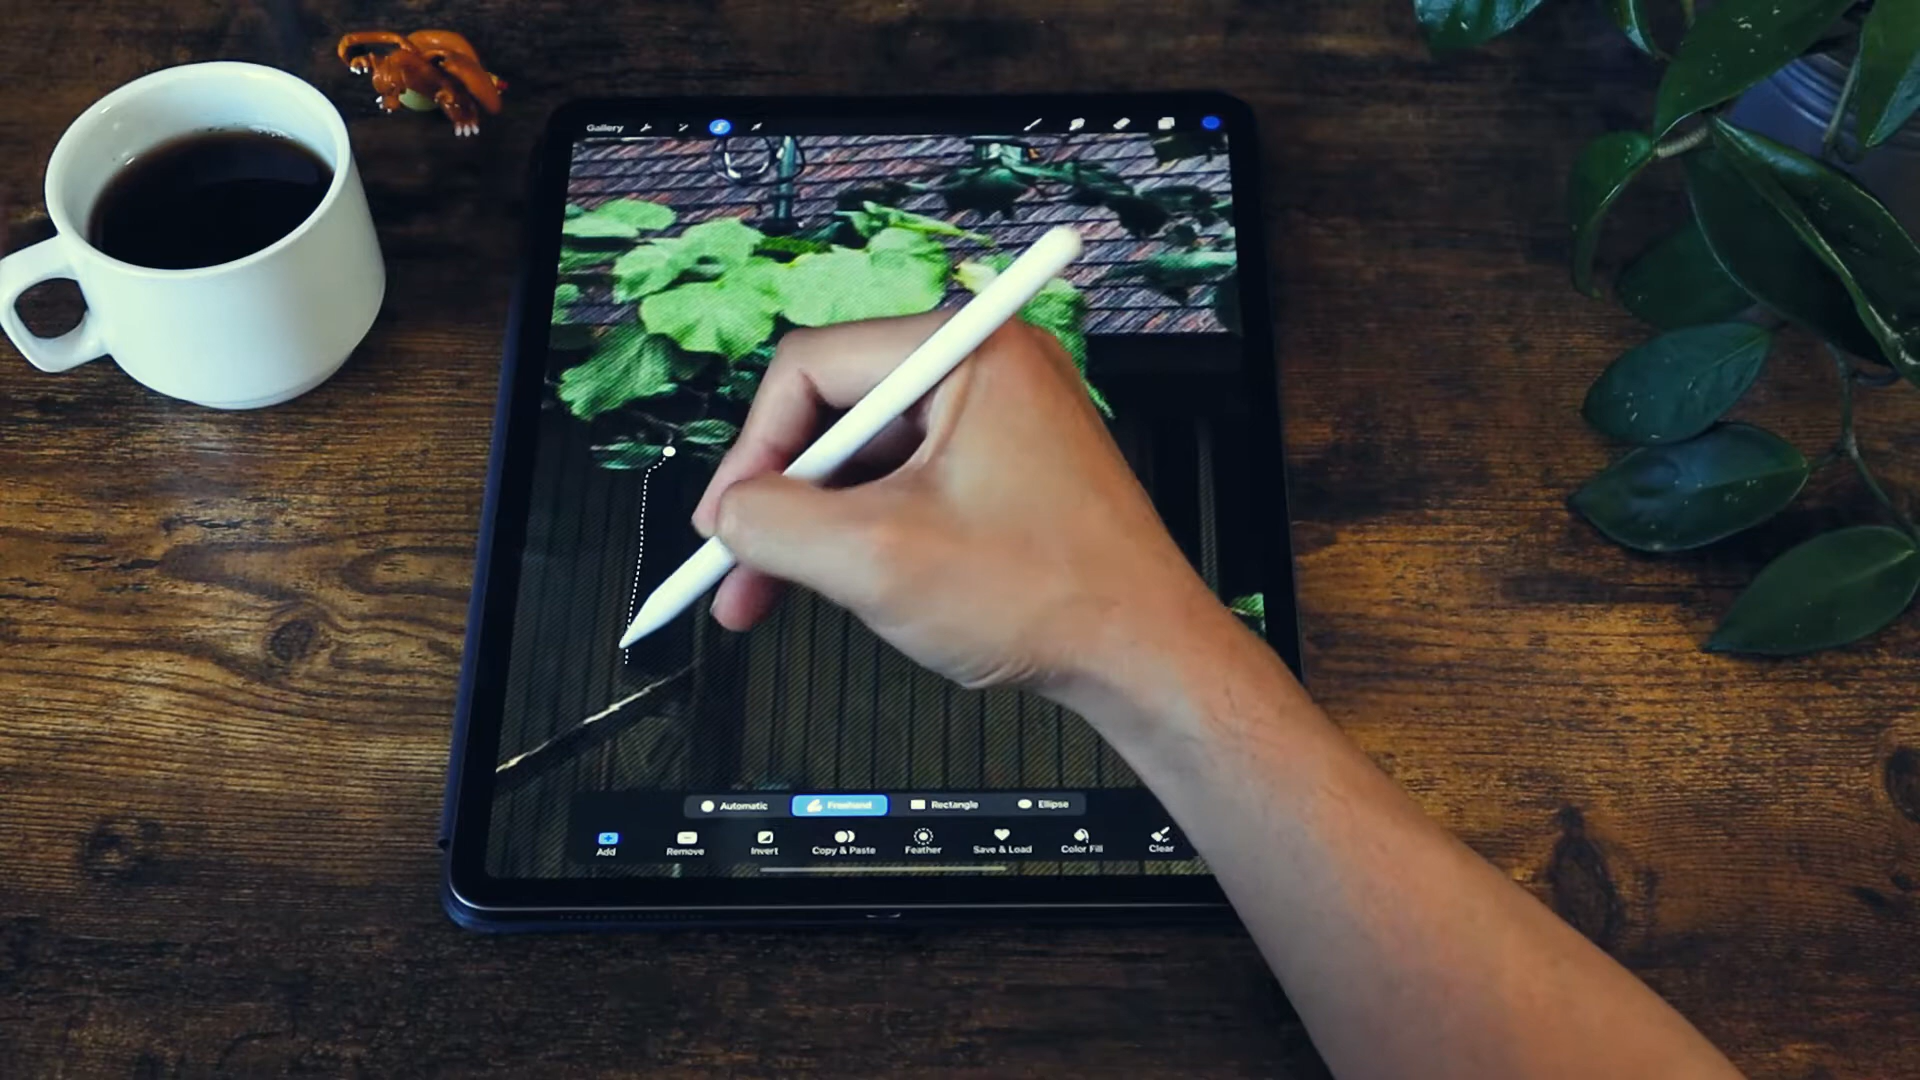 Gallery
Automatic Freehand Rectangle Ellipse
Add Remove Invert Copy & Paste Feather Save & Load Color Fill Clear